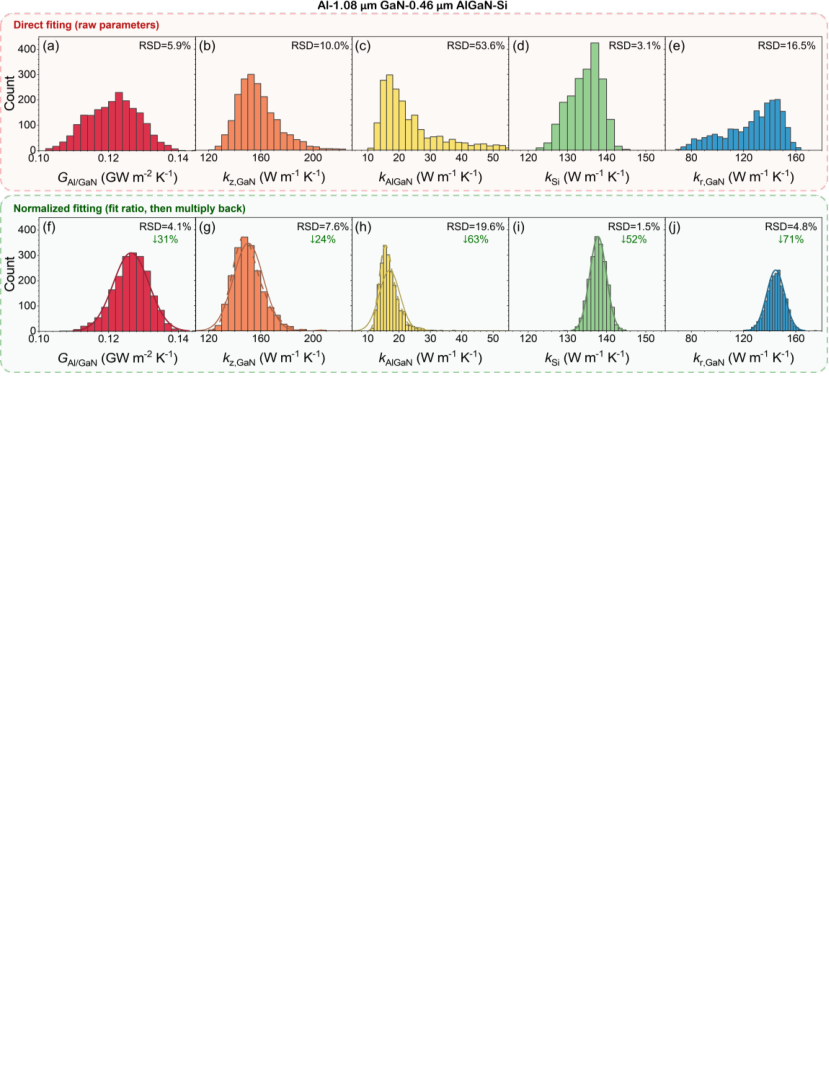 Al-1.08 µm GaN-0.46 µm AlGaN-Si
Direct fitting (raw parameters)
(a) RSD=5.9% (b) RSD=10.0% (c) RSD=53.6% (d) RSD=3.1% (e) RSD=16.5%
400
300
200
100
0
Count
0.10 0.12 0.14 120 160 200 10 20 30 40 50 120 130 140 150 80 120 160
G_Al/GaN (GW m⁻² K⁻¹) k_z,GaN (W m⁻¹ K⁻¹) k_AlGaN (W m⁻¹ K⁻¹) k_Si (W m⁻¹ K⁻¹) k_r,GaN (W m⁻¹ K⁻¹)
Normalized fitting (fit ratio, then multiply back)
(f) RSD=4.1% (g) RSD=7.6% (h) RSD=19.6% (i) RSD=1.5% (j) RSD=4.8%
↓31% ↓24% ↓63% ↓52% ↓71%
400
300
200
100
0
Count
0.10 0.12 0.14 120 160 200 10 20 30 40 50 120 130 140 150 80 120 160
G_Al/GaN (GW m⁻² K⁻¹) k_z,GaN (W m⁻¹ K⁻¹) k_AlGaN (W m⁻¹ K⁻¹) k_Si (W m⁻¹ K⁻¹) k_r,GaN (W m⁻¹ K⁻¹)